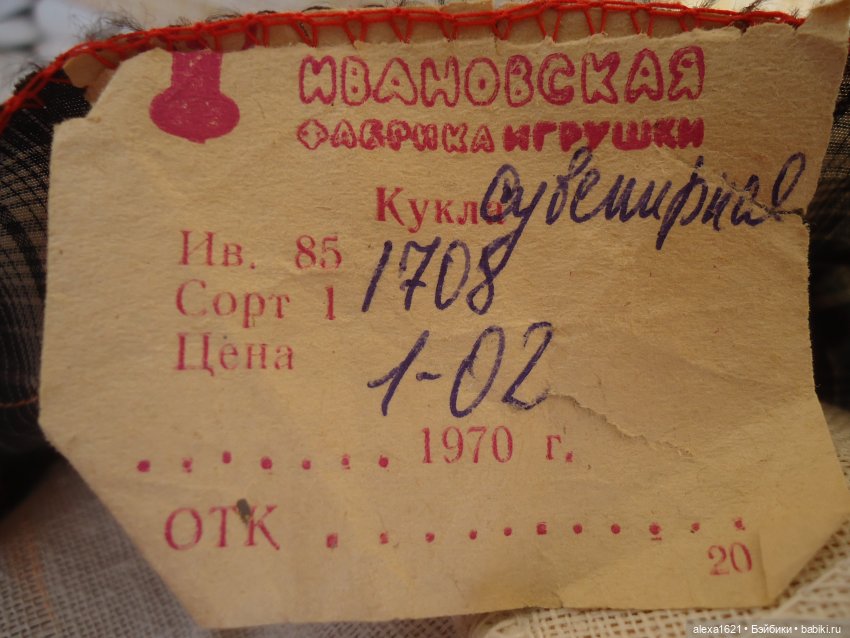 ИВАНОВСКАЯ
ФАБРИКА ИГРУШКИ
Кукла сувенирная
Ив. 85 1708
Сорт 1
Цена 1-02
....... 1970 г.
ОТК ...........
20
alexa1621 • Бэйбики • babiki.ru